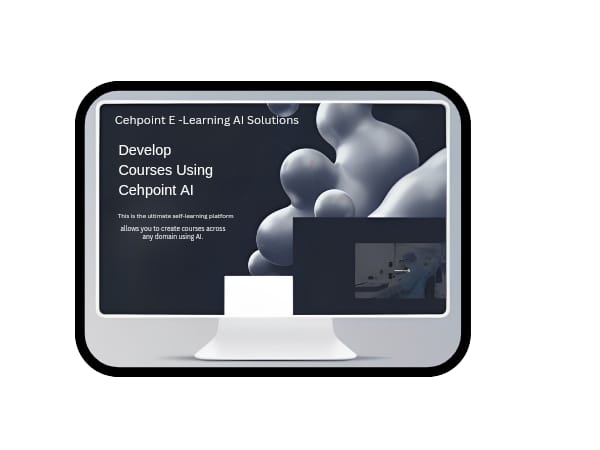 Cehpoint E -Learning AI Solutions
Develop
Courses Using
Cehpoint AI
This is the ultimate self-learning platform
allows you to create courses across
any domain using AI.